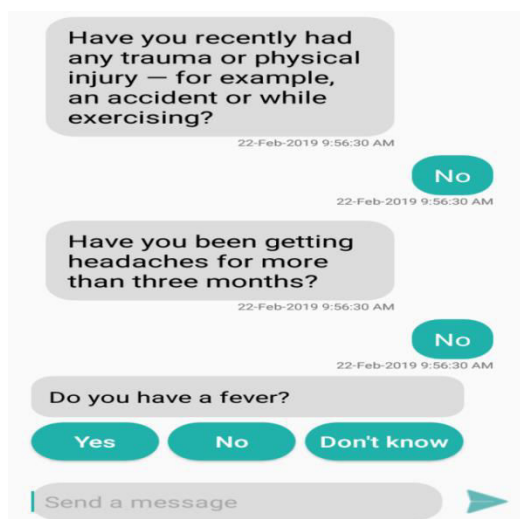 Have you recently had
any trauma or physical
injury — for example,
an accident or while
exercising?
22-Feb-2019 9:56:30 AM
No
22-Feb-2019 9:56:30 AM
Have you been getting
headaches for more
than three months?
22-Feb-2019 9:56:30 AM
No
22-Feb-2019 9:56:30 AM
Do you have a fever?
Yes No Don't know
Send a message